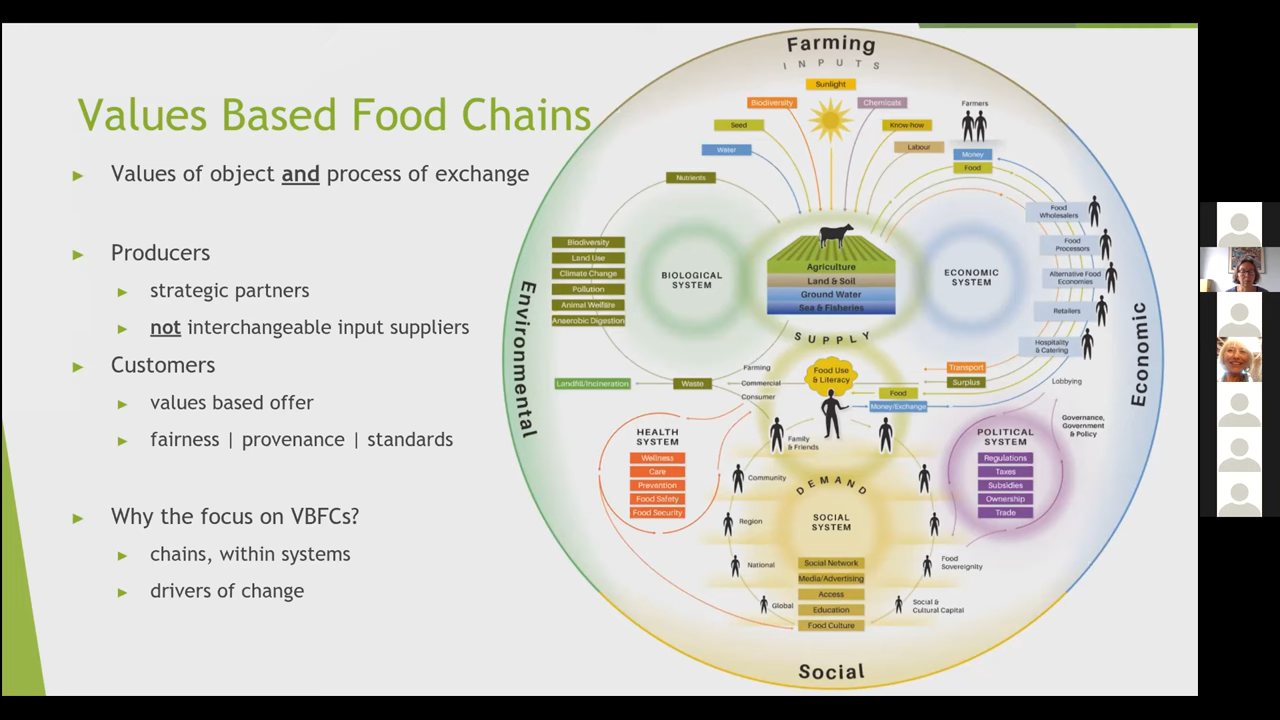 Values Based Food Chains
Values of object and process of exchange
Producers
strategic partners
not interchangeable input suppliers
Customers
values based offer
fairness | provenance | standards
Why the focus on VBFCs?
chains, within systems
drivers of change
Farming
INPUTS
Sunlight
Biodiversity
Chemicals
Farmers
Seed
Know-how
Water
Labour
Money
Food
Nutrients
Food
Wholesalers
Food
Processors
Alternative Food
Economies
Retailers
Hospitality
& Catering
Biodiversity
Land Use
Climate Change
Pollution
Animal Welfare
Anaerobic Digestion
BIOLOGICAL
SYSTEM
Agriculture
Land & Soil
Ground Water
Sea & Fisheries
ECONOMIC
SYSTEM
Environmental
Economic
SUPPLY
Farming
Commercial
Consumer
Landfill/Incineration
Waste
Food Use
& Literacy
Transport
Surplus
Food
Money/Exchange
Lobbying
Governance,
Government
& Policy
HEALTH
SYSTEM
Wellness
Care
Prevention
Food Safety
Food Security
Family
& Friends
Community
Region
National
Global
DEMAND
SOCIAL
SYSTEM
Social Network
Media/Advertising
Access
Education
Food Culture
POLITICAL
SYSTEM
Regulations
Taxes
Subsidies
Ownership
Trade
Food
Sovereignity
Social &
Cultural Capital
Social